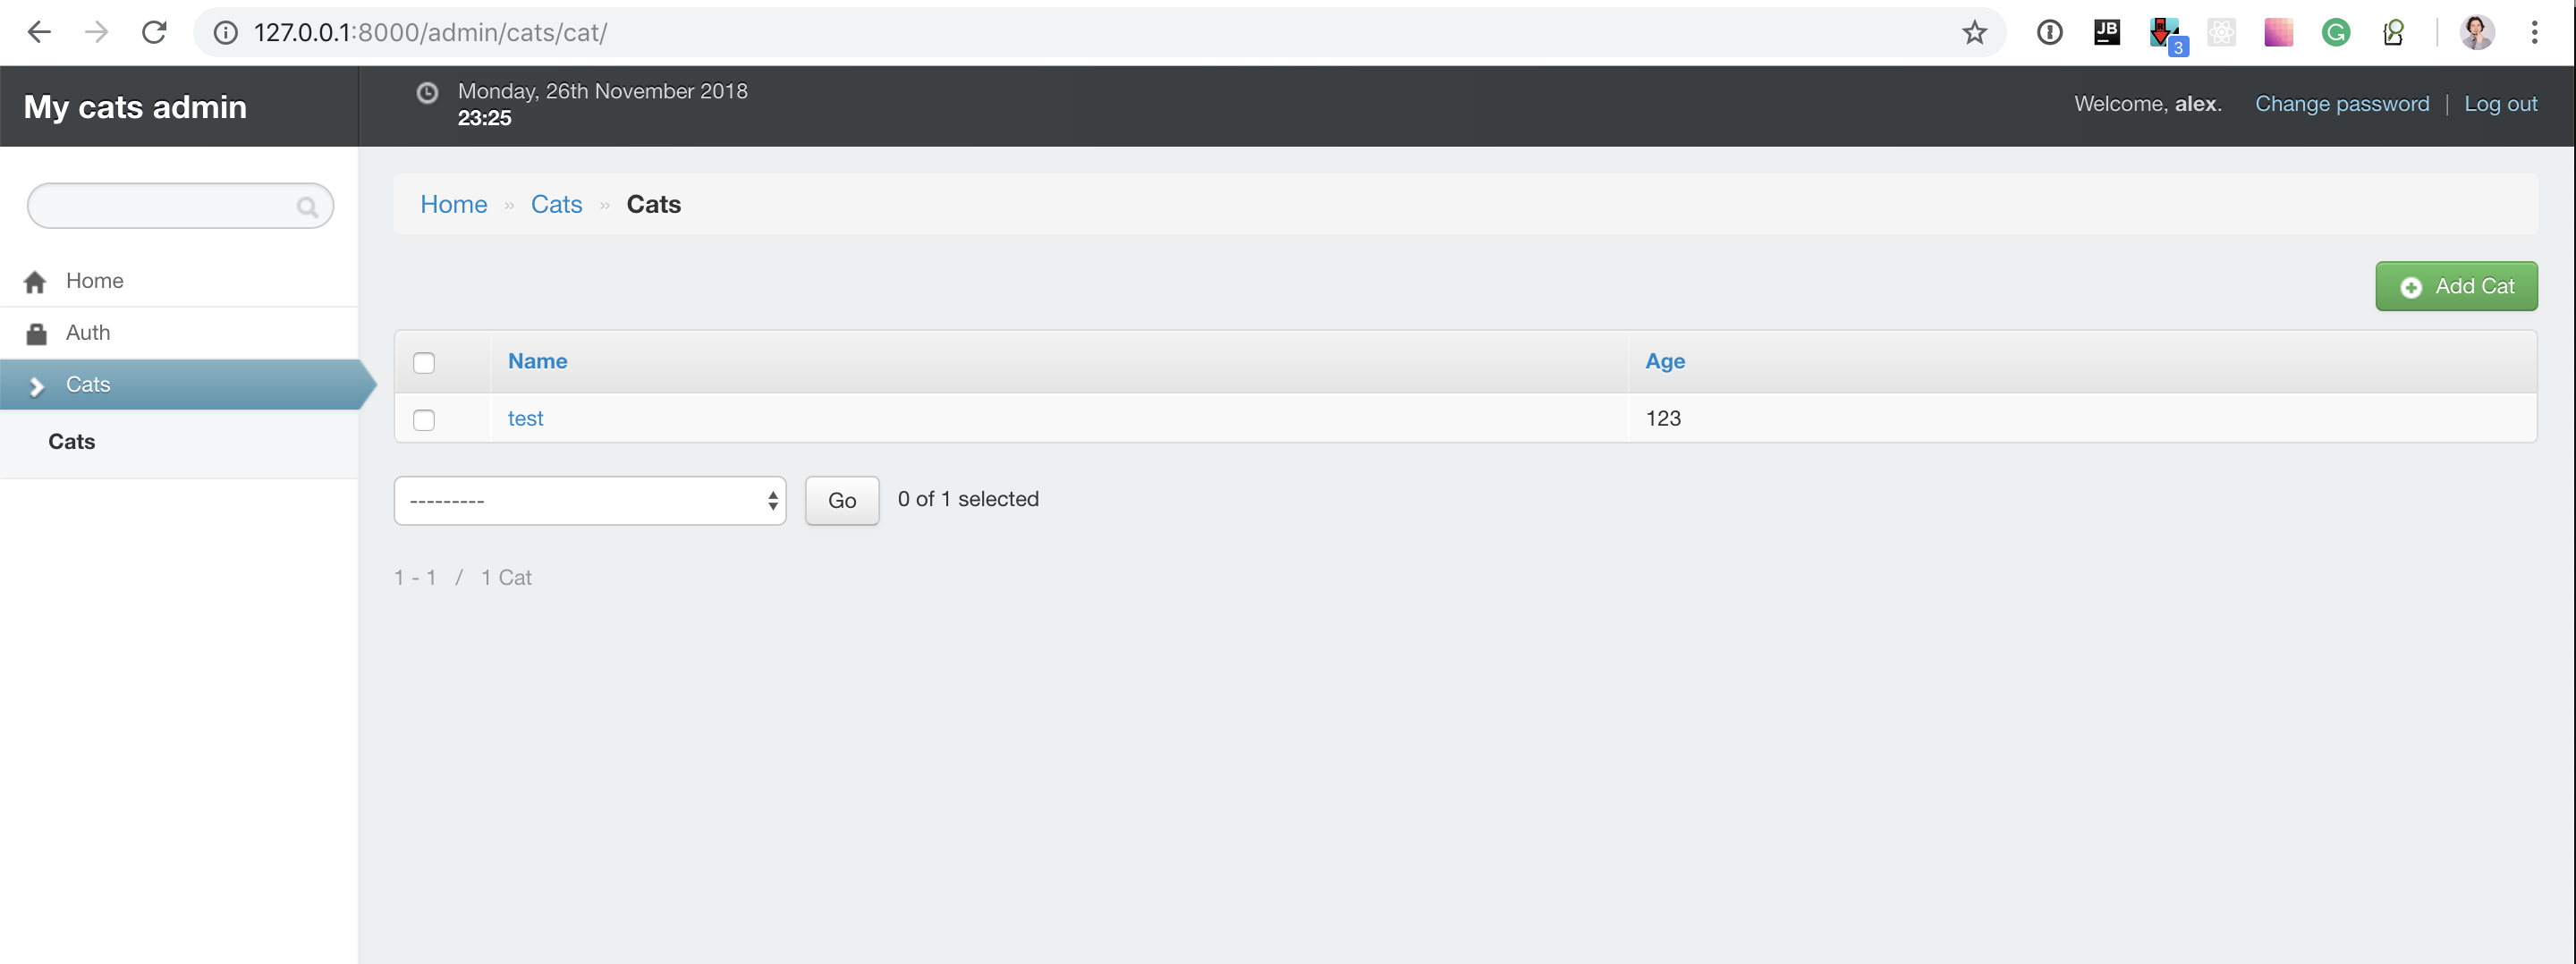 127.0.0.1:8000/admin/cats/cat/
JB
3
My cats admin
Monday, 26th November 2018
23:25
Welcome, alex. Change password | Log out
Home » Cats » Cats
Home
Auth
Cats
Cats
Add Cat
Name Age
test 123
--------- Go 0 of 1 selected
1 - 1 / 1 Cat